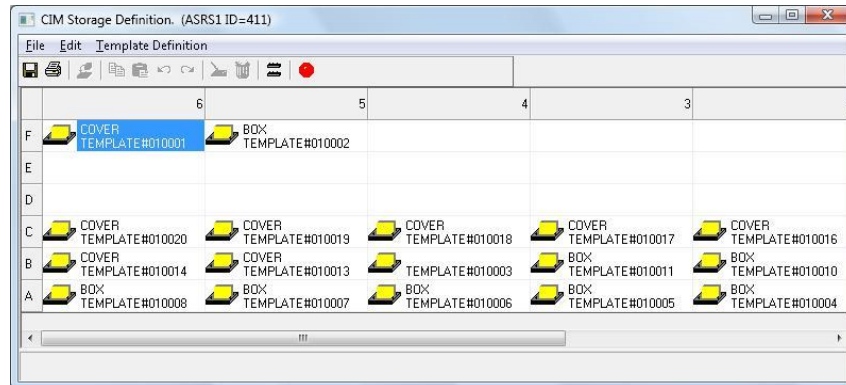 CIM Storage Definition. (ASRS1 ID=411)
File Edit Template Definition
6 5 4 3
F COVER TEMPLATE#010001 BOX TEMPLATE#010002
E
D
C COVER TEMPLATE#010020 COVER TEMPLATE#010019 COVER TEMPLATE#010018 COVER TEMPLATE#010017 COVER TEMPLATE#010016
B COVER TEMPLATE#010014 COVER TEMPLATE#010013 TEMPLATE#010003 BOX TEMPLATE#010011 BOX TEMPLATE#010010
A BOX TEMPLATE#010008 BOX TEMPLATE#010007 BOX TEMPLATE#010006 BOX TEMPLATE#010005 BOX TEMPLATE#010004